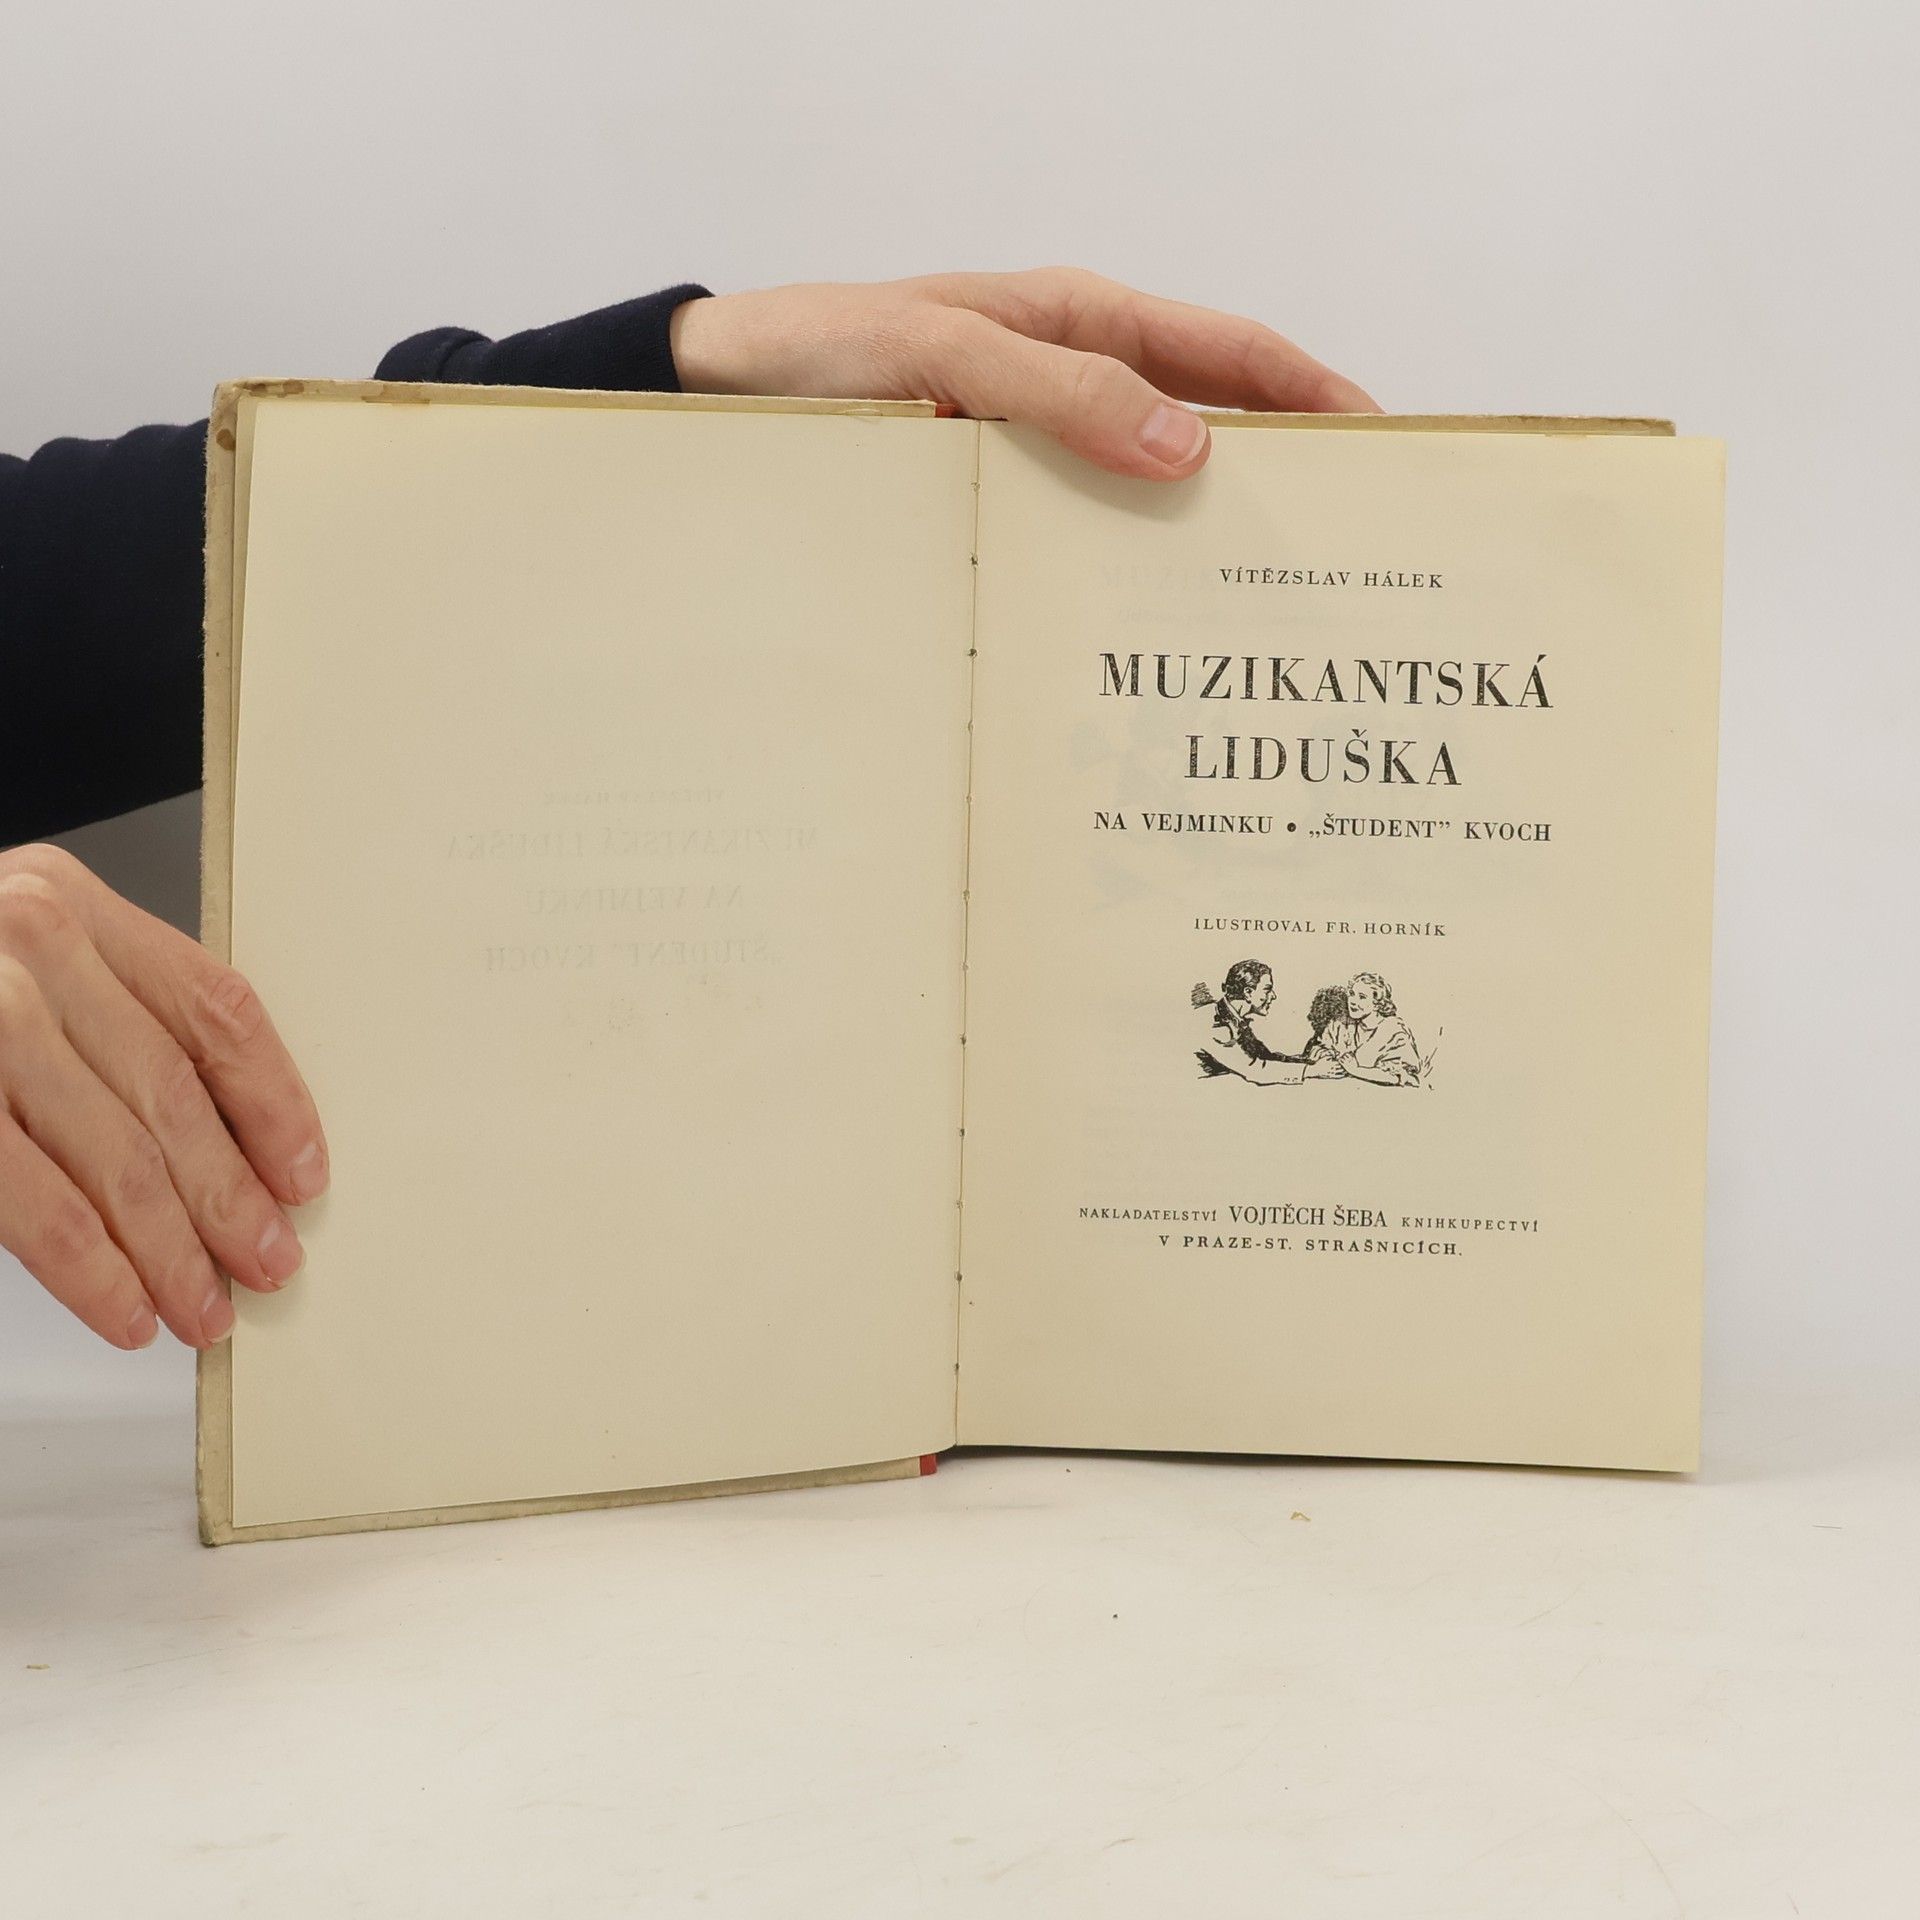 VÍTĚZSLAV HÁLEK
MUZIKANTSKÁ
LIDUŠKA
NA VEJMINKU • „ŠTUDENT” KVOCH
ILUSTROVAL FR. HORNÍK
NAKLADATELSTVÍ VOJTĚCH ŠEBA KNIHKUPECTVÍ
V PRAZE-ST. STRAŠNICÍCH.